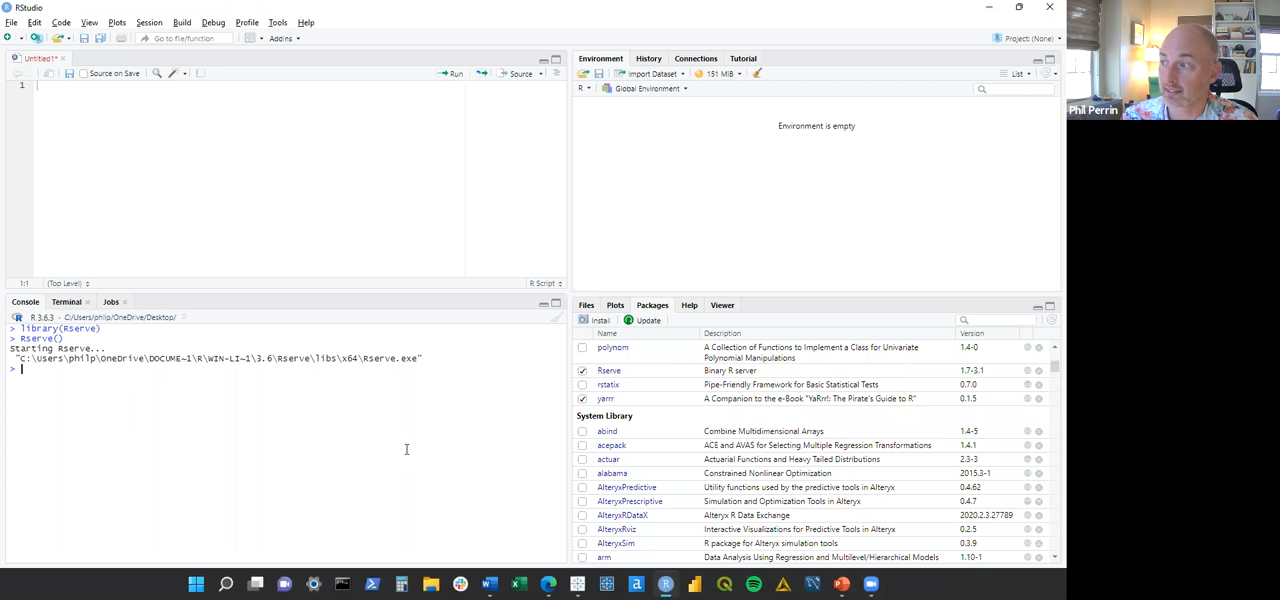 RStudio
File Edit Code View Plots Session Build Debug Profile Tools Help
Go to file/function Addins Project: (None)
Untitled1*
Source on Save Run Source
1
1:1 (Top Level) R Script
Console Terminal Jobs
R 3.6.3 C:/Users/philp/OneDrive/Desktop/
> library(Rserve)
> Rserve()
Starting Rserve...
"C:\Users\philp\OneDrive\DOCUME~1\R\WIN-LI~1\3.6\Rserve\libs\x64\Rserve.exe"
>
Environment History Connections Tutorial
Import Dataset 151 MiB List
R Global Environment
Environment is empty
Files Plots Packages Help Viewer
Install Update
Name Description Version
polynom A Collection of Functions to Implement a Class for Univariate Polynomial Manipulations 1.4-0
Rserve Binary R server 1.7-3.1
rstatix Pipe-Friendly Framework for Basic Statistical Tests 0.7.0
yarrr A Companion to the e-Book "YaRrr!: The Pirate's Guide to R" 0.1.5
System Library
abind Combine Multidimensional Arrays 1.4-5
acepack ACE and AVAS for Selecting Multiple Regression Transformations 1.4.1
actuar Actuarial Functions and Heavy Tailed Distributions 2.3-3
alabama Constrained Nonlinear Optimization 2015.3-1
AlteryxPredictive Utility functions used by the predictive tools in Alteryx 0.4.62
AlteryxPrescriptive Simulation and Optimization Tools in Alteryx 0.4.7
AlteryxRDataX Alteryx R Data Exchange 2020.2.3.27789
AlteryxRviz Interactive Visualizations for Predictive Tools in Alteryx 0.2.5
AlteryxSim R package for Alteryx simulation tools 0.3.9
arm Data Analysis Using Regression and Multilevel/Hierarchical Models 1.10-1
Phil Perrin